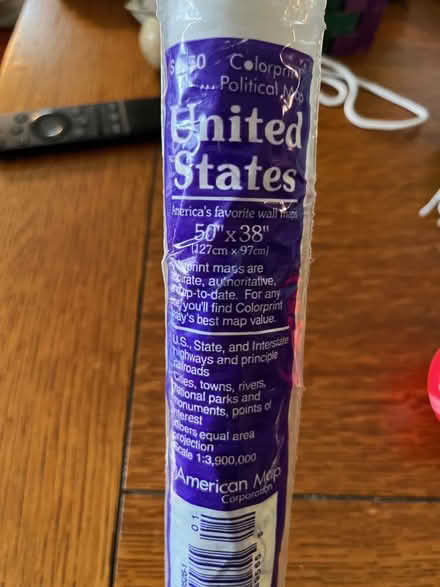 Colorprint
Political Map
United
States
America's favorite wall maps
50" x 38"
(127cm x 97cm)
maps are
authoritative,
up-to-date. For any
you'll find Colorprint
best map value.
U.S., State, and Interstate
highways and principle
railroads
Cities, towns, rivers,
national parks and
monuments, points of
interest
equal area
projection
Scale 1:3,900,000
American Map
Corporation